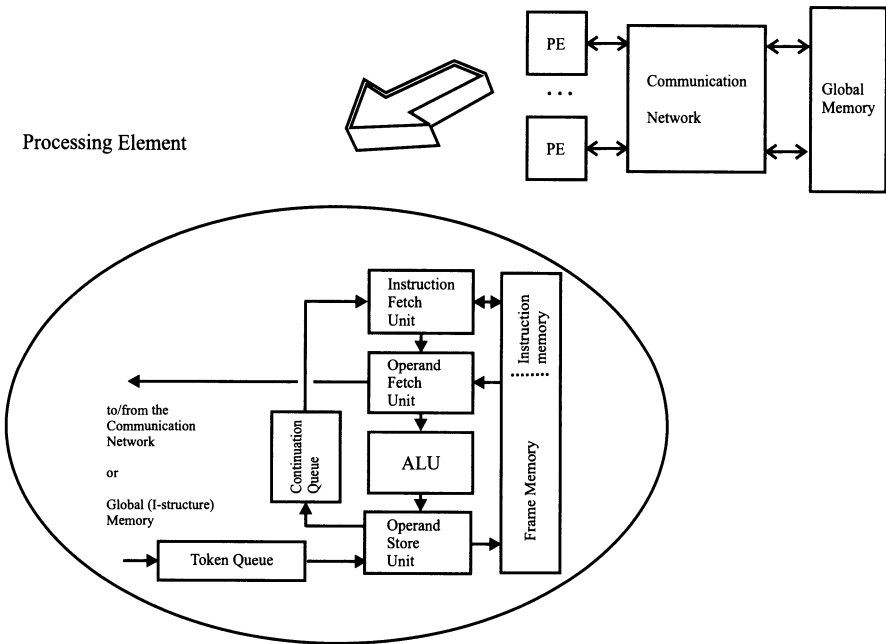 PE
Communication
Network
Global
Memory
...
PE
Processing Element
Instruction
Fetch
Unit
Instruction
memory
Operand
Fetch
Unit
to/from the
Communication
Network
or
Global (I-structure)
Memory
Continuation
Queue
ALU
Frame Memory
Operand
Store
Unit
Token Queue